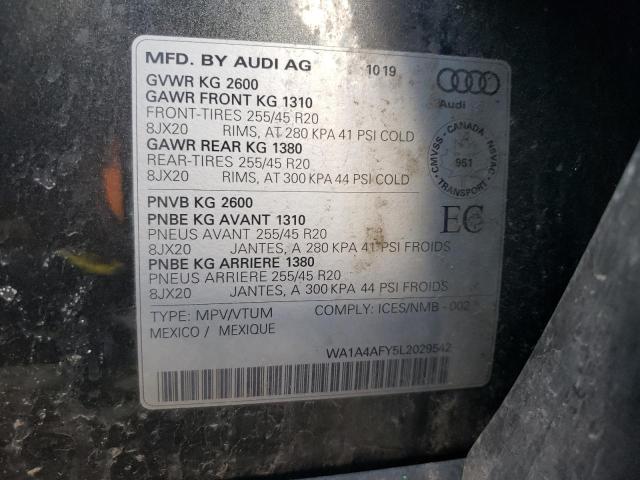 MFD. BY AUDI AG 10 19
GVWR KG 2600
GAWR FRONT KG 1310
FRONT-TIRES 255/45 R20
8JX20 RIMS, AT 280 KPA 41 PSI COLD
GAWR REAR KG 1380
REAR-TIRES 255/45 R20
8JX20 RIMS, AT 300 KPA 44 PSI COLD
Audi
CMVSS - CANADA - NSVAC
961
TRANSPORT
PNVB KG 2600
PNBE KG AVANT 1310
PNEUS AVANT 255/45 R20
8JX20 JANTES, A 280 KPA 41 PSI FROIDS
PNBE KG ARRIERE 1380
PNEUS ARRIERE 255/45 R20
8JX20 JANTES, A 300 KPA 44 PSI FROIDS
EC
TYPE: MPV/VTUM COMPLY: ICES/NMB - 002
MEXICO / MEXIQUE
WA1A4AFY5L2029542